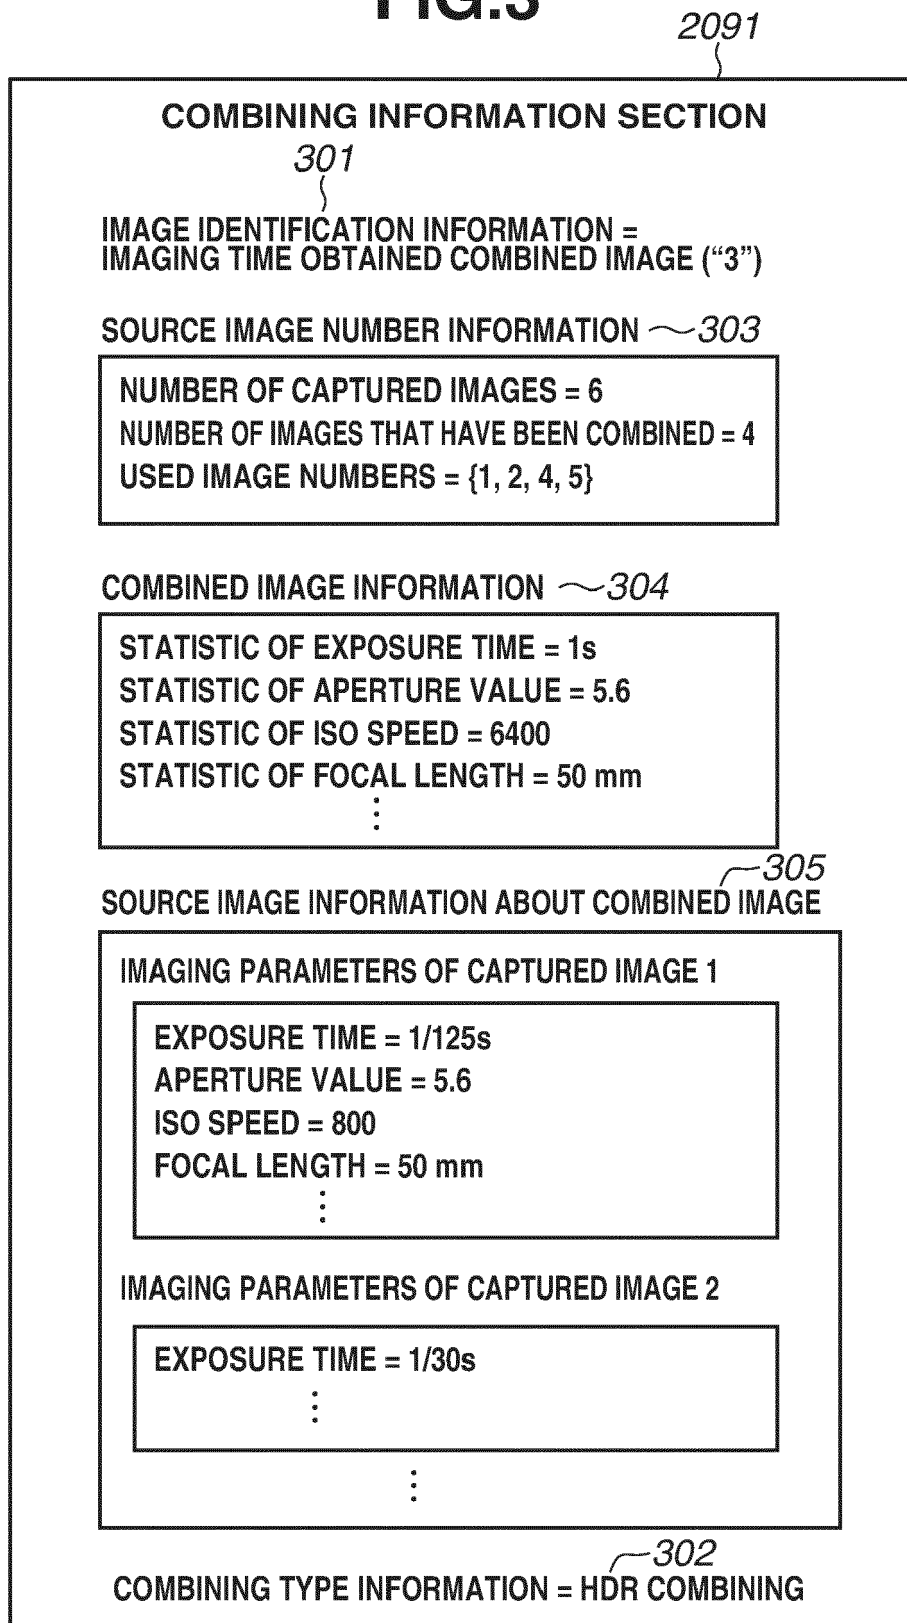 FIG.3
2091
COMBINING INFORMATION SECTION
301
IMAGE IDENTIFICATION INFORMATION =
IMAGING TIME OBTAINED COMBINED IMAGE (“3”)
SOURCE IMAGE NUMBER INFORMATION 303
NUMBER OF CAPTURED IMAGES = 6
NUMBER OF IMAGES THAT HAVE BEEN COMBINED = 4
USED IMAGE NUMBERS = {1, 2, 4, 5}
COMBINED IMAGE INFORMATION 304
STATISTIC OF EXPOSURE TIME = 1s
STATISTIC OF APERTURE VALUE = 5.6
STATISTIC OF ISO SPEED = 6400
STATISTIC OF FOCAL LENGTH = 50 mm
305
SOURCE IMAGE INFORMATION ABOUT COMBINED IMAGE
IMAGING PARAMETERS OF CAPTURED IMAGE 1
EXPOSURE TIME = 1/125s
APERTURE VALUE = 5.6
ISO SPEED = 800
FOCAL LENGTH = 50 mm
IMAGING PARAMETERS OF CAPTURED IMAGE 2
EXPOSURE TIME = 1/30s
302
COMBINING TYPE INFORMATION = HDR COMBINING